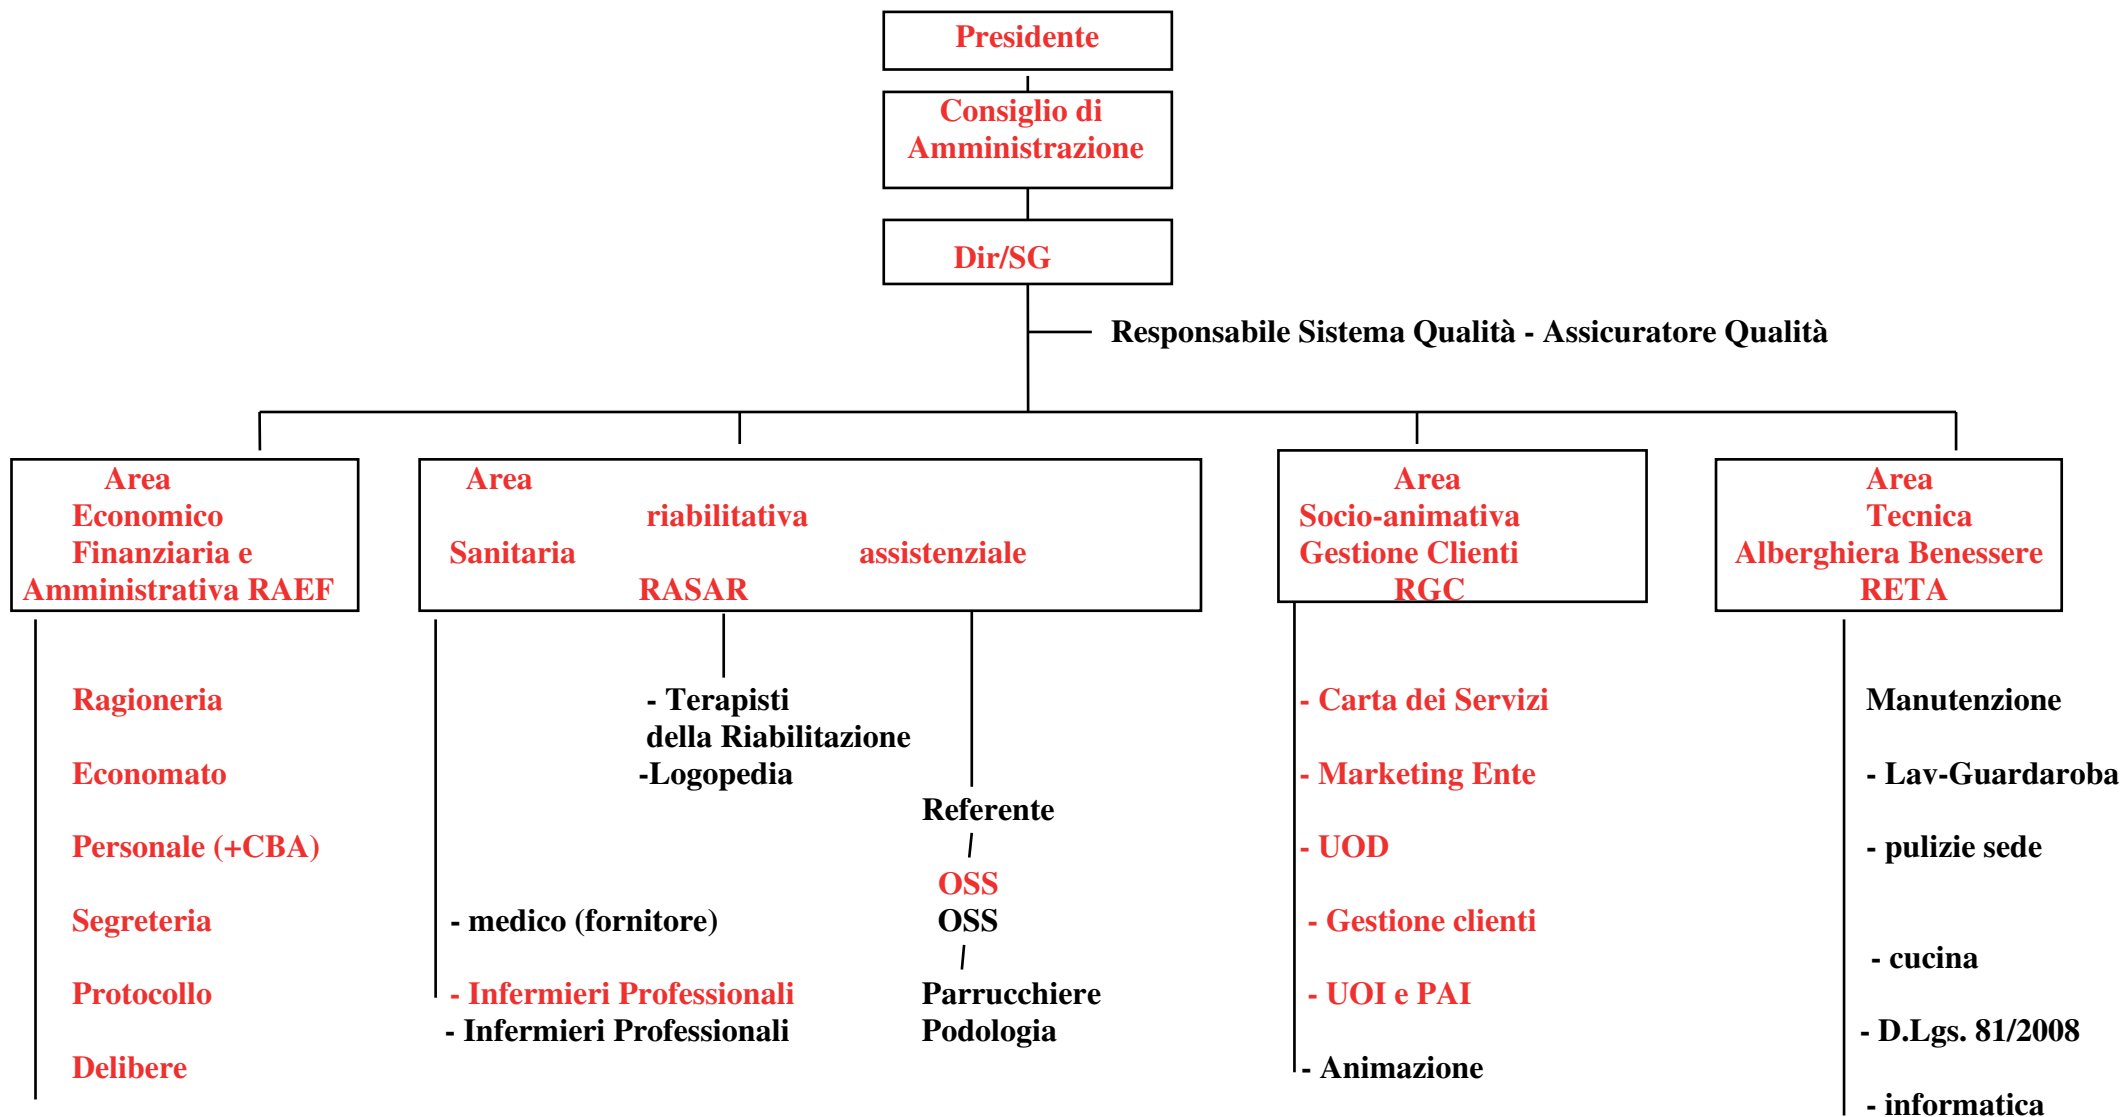 Presidente
Consiglio di
Amministrazione
Dir/SG
Responsabile Sistema Qualità - Assicuratore Qualità
Area
Economico
Finanziaria e
Amministrativa RAEF
Area
riabilitativa
Sanitaria assistenziale
RASAR
Area
Socio-animativa
Gestione Clienti
RGC
Area
Tecnica
Alberghiera Benessere
RETA
Ragioneria
Economato
Personale (+CBA)
Segreteria
Protocollo
Delibere
- medico (fornitore)
- Infermieri Professionali
- Infermieri Professionali
- Terapisti
della Riabilitazione
-Logopedia
Referente
/
OSS
OSS
/
Parrucchiere
Podologia
- Carta dei Servizi
- Marketing Ente
- UOD
- Gestione clienti
- UOI e PAI
- Animazione
Manutenzione
- Lav-Guardaroba
- pulizie sede
- cucina
- D.Lgs. 81/2008
- informatica